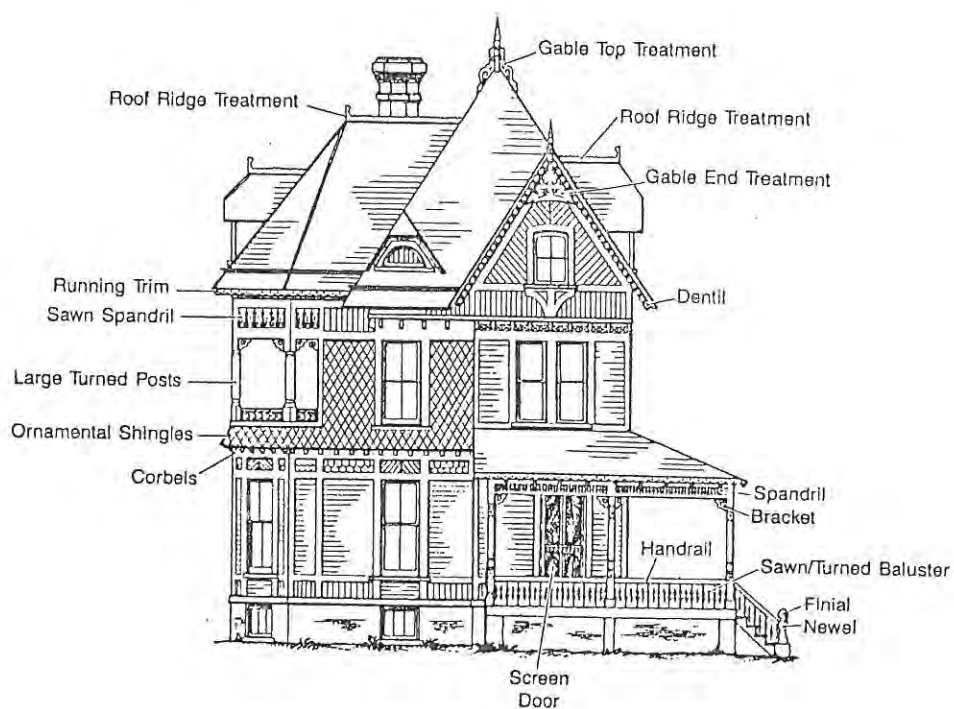 Gable Top Treatment
Roof Ridge Treatment
Roof Ridge Treatment
Gable End Treatment
Running Trim
Dentil
Sawn Spandril
Large Turned Posts
Ornamental Shingles
Corbels
Spandril
Bracket
Handrail
Sawn/Turned Baluster
Finial
Newel
Screen
Door